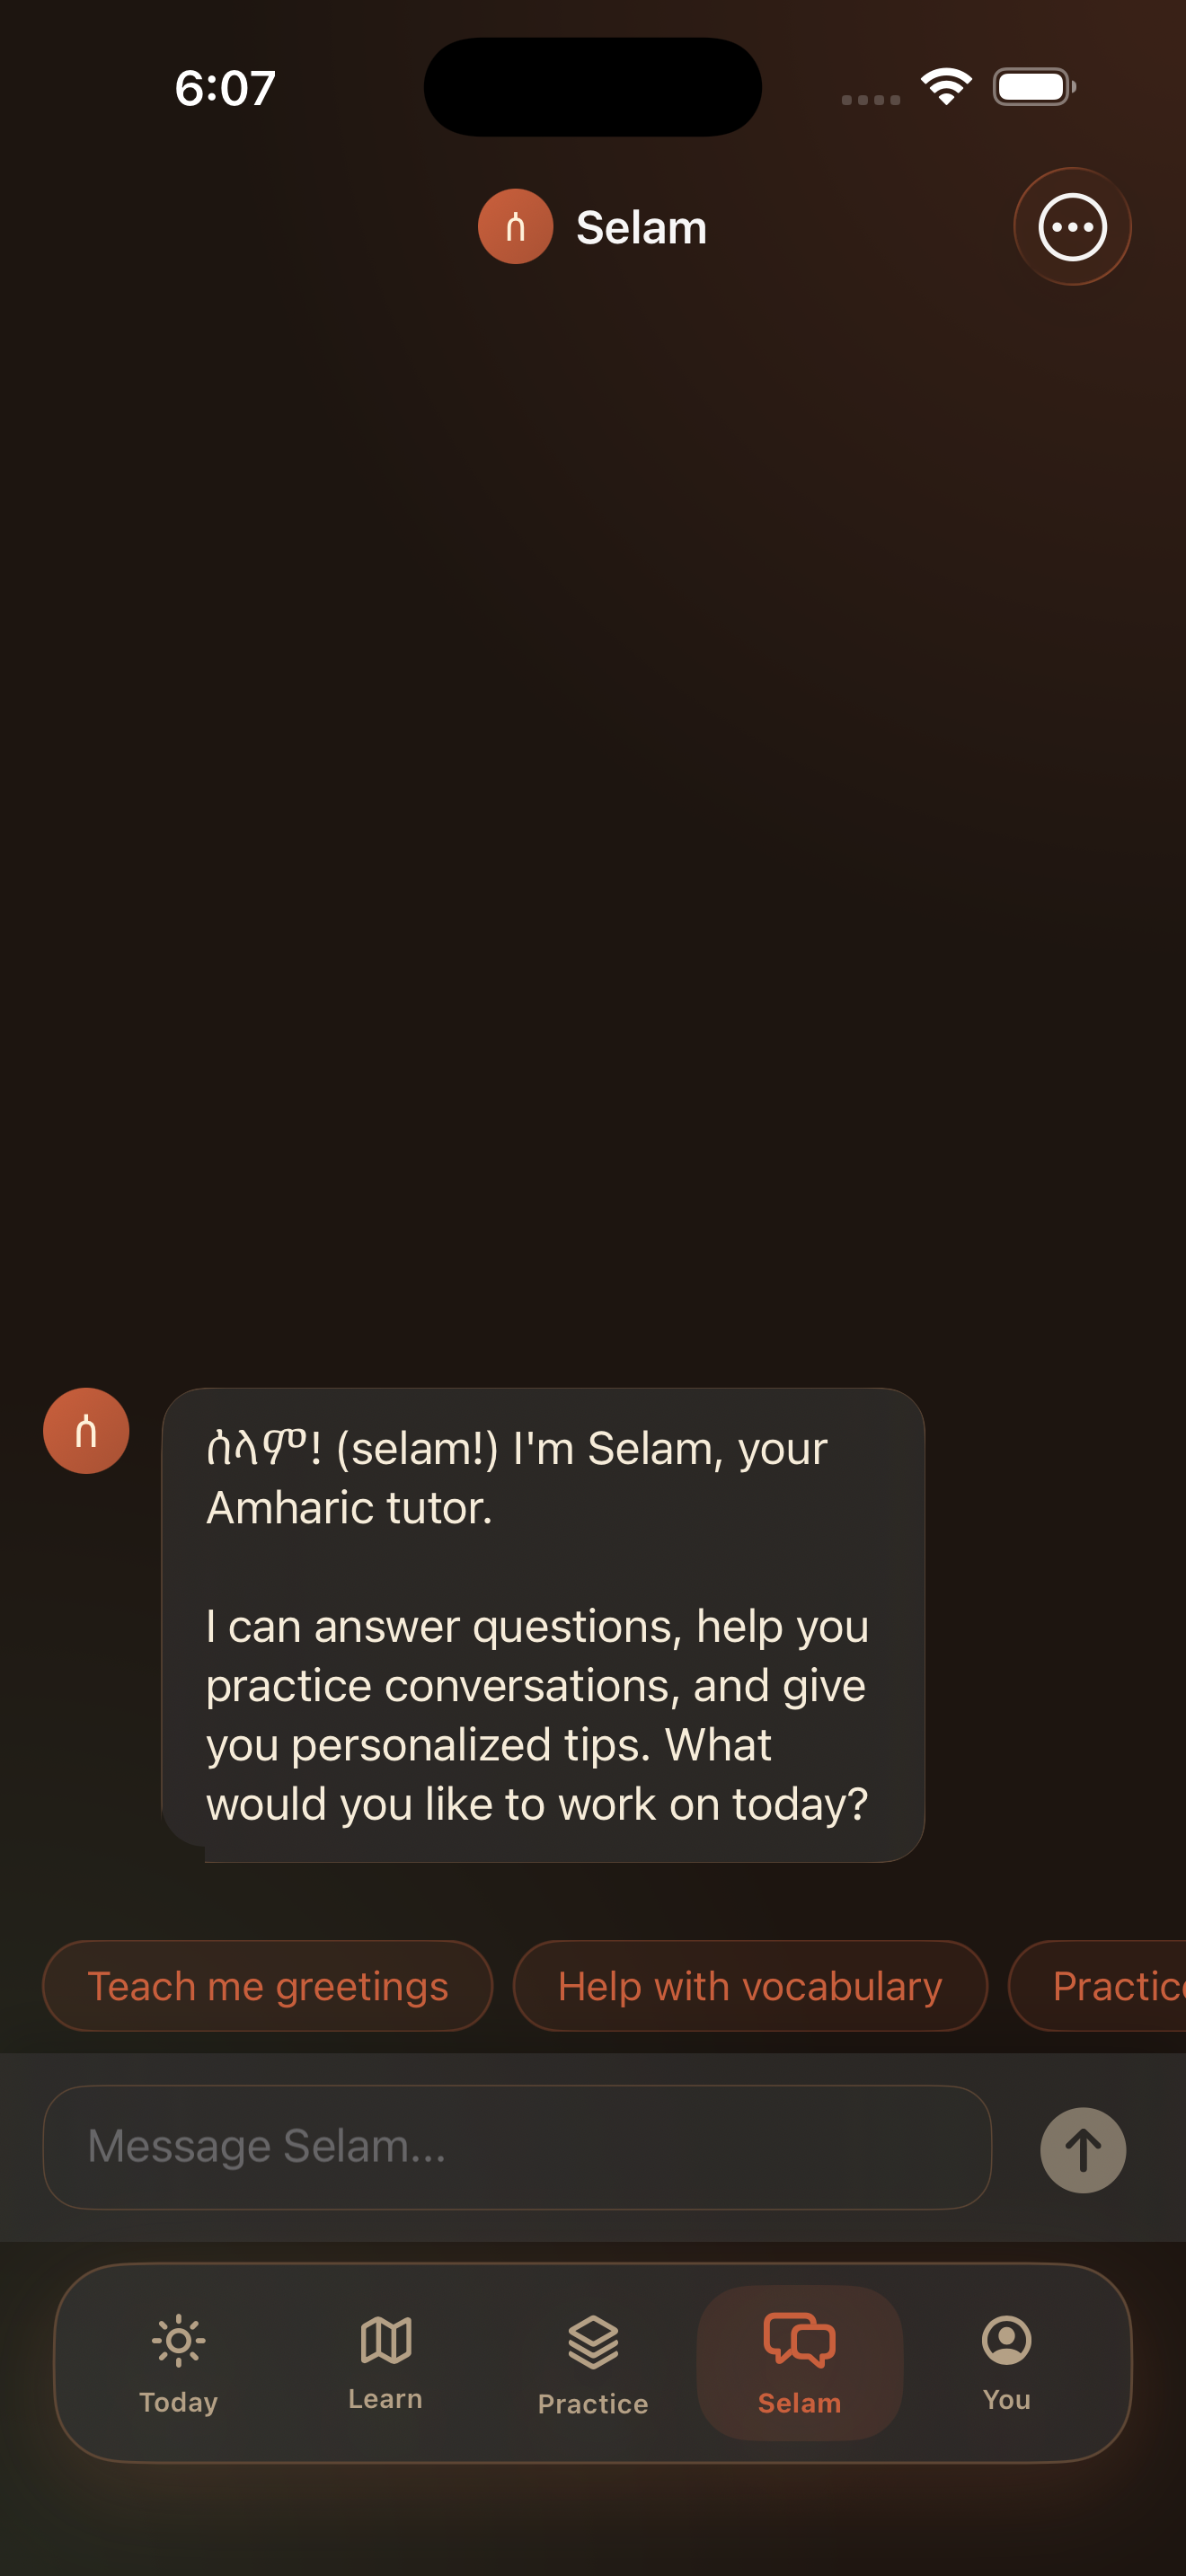 6:07
ሰ Selam
ሰ
ሰላም! (selam!) I'm Selam, your
Amharic tutor.
I can answer questions, help you
practice conversations, and give
you personalized tips. What
would you like to work on today?
Teach me greetings Help with vocabulary
Message Selam...
Today Learn Practice Selam You